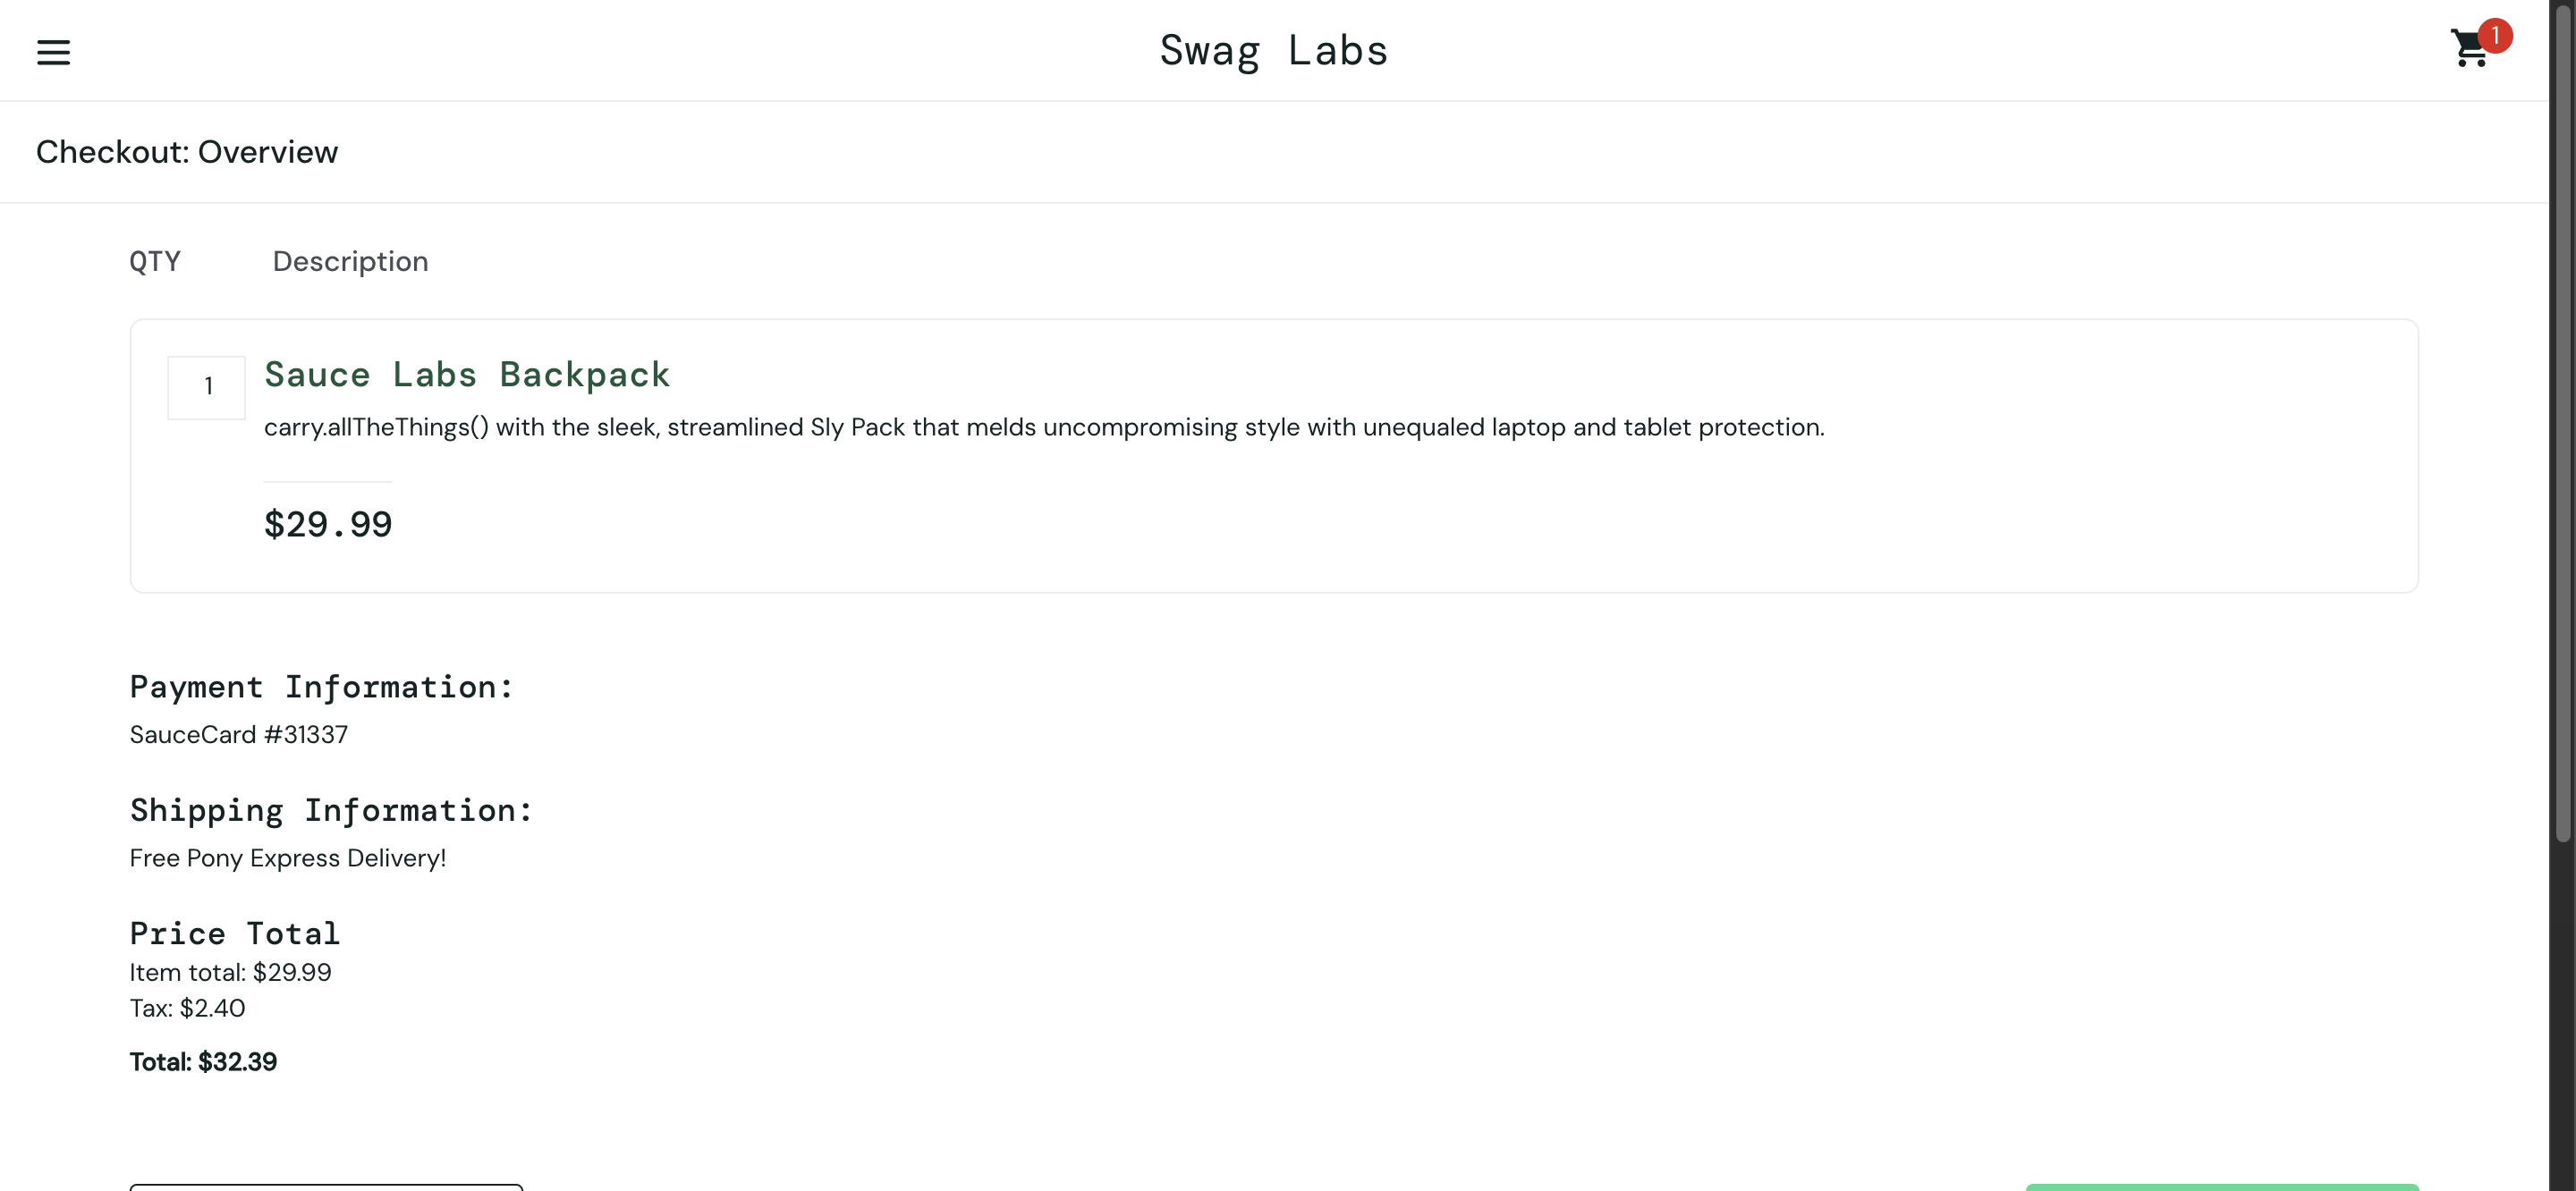 Swag Labs
1
Checkout: Overview
QTY Description
1
Sauce Labs Backpack
carry.allTheThings() with the sleek, streamlined Sly Pack that melds uncompromising style with unequaled laptop and tablet protection.
$29.99
Payment Information:
SauceCard #31337
Shipping Information:
Free Pony Express Delivery!
Price Total
Item total: $29.99
Tax: $2.40
Total: $32.39